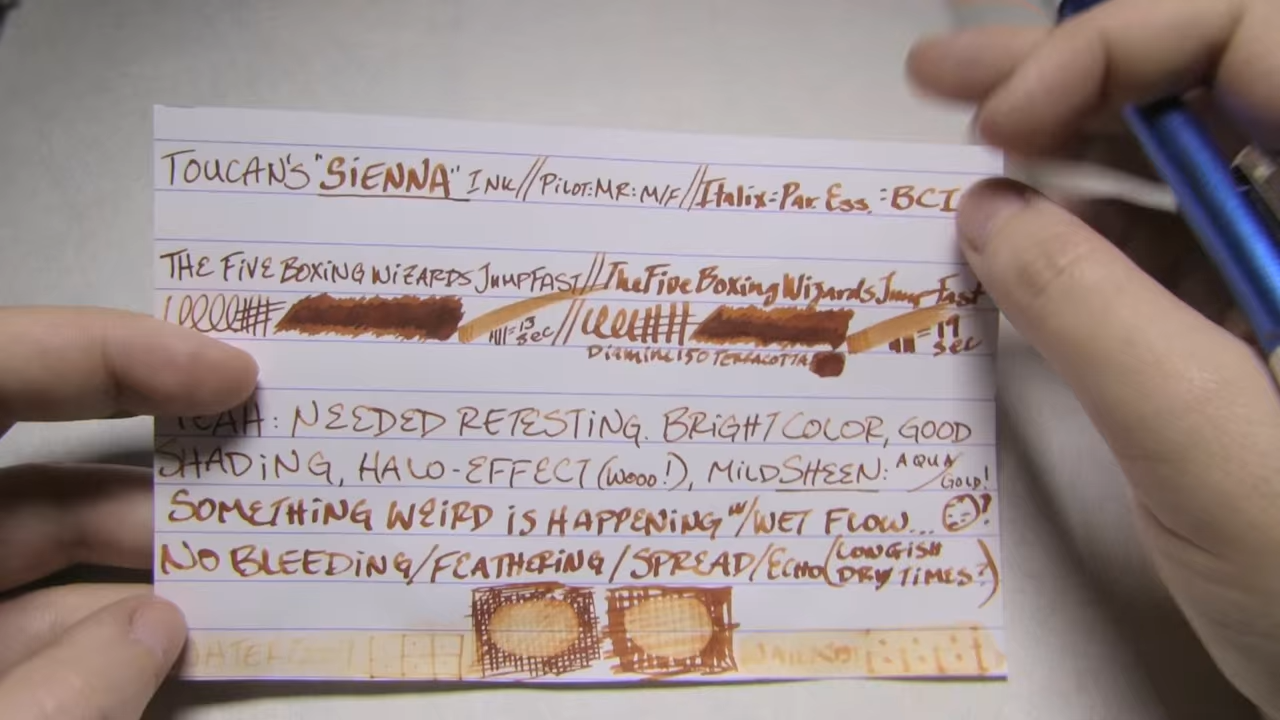 TOUCAN'S "SiENNA" INK//PILOT:MR:M/F//Italix:Par. Ess. :BCI
THE FiVE BOXiNG WiZARDS JUMP FAST//The Five Boxing Wizards Jump Fast
=13 sec // =17 sec
Diamine 150 TERRACOTTA
YEAH: NEEDED RETESTiNG. BRiGHT COLOR, GOOD
SHADiNG, HALO-EFFECT (Wooo!), MiLD SHEEN: AQUA/GOLD!
SOMETHiNG WEiRD iS HAPPENiNG W/WET FLOW... ?
NO BLEEDiNG/FEATHERiNG/SPREAD/ECHO(LONGiSH DRY TiMES?)
WATER